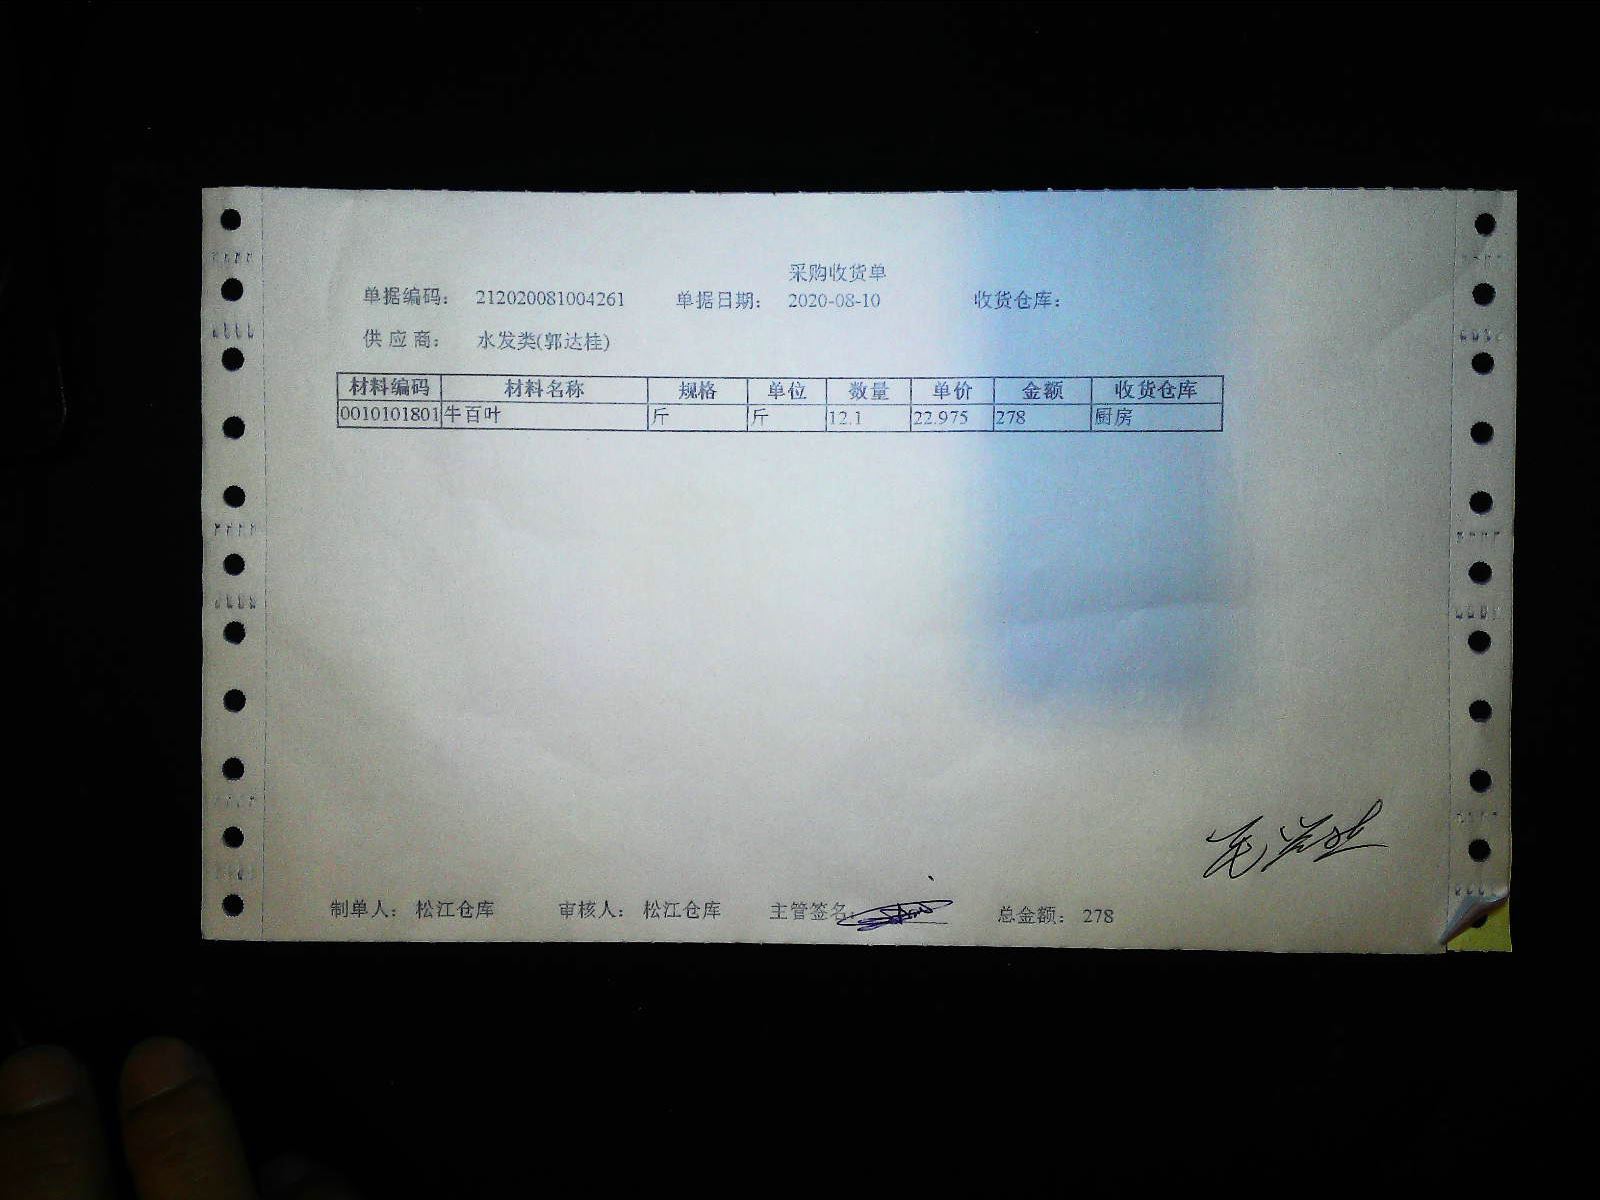 采购收货单
单据编码： 212020081004261 单据日期： 2020-08-10 收货仓库：
供 应 商： 水发类(郭达桂)
材料编码 材料名称 规格 单位 数量 单价 金额 收货仓库
0010101801 牛百叶 斤 斤 12.1 22.975 278 厨房
制单人： 松江仓库 审核人： 松江仓库 主管签名： 总金额： 278